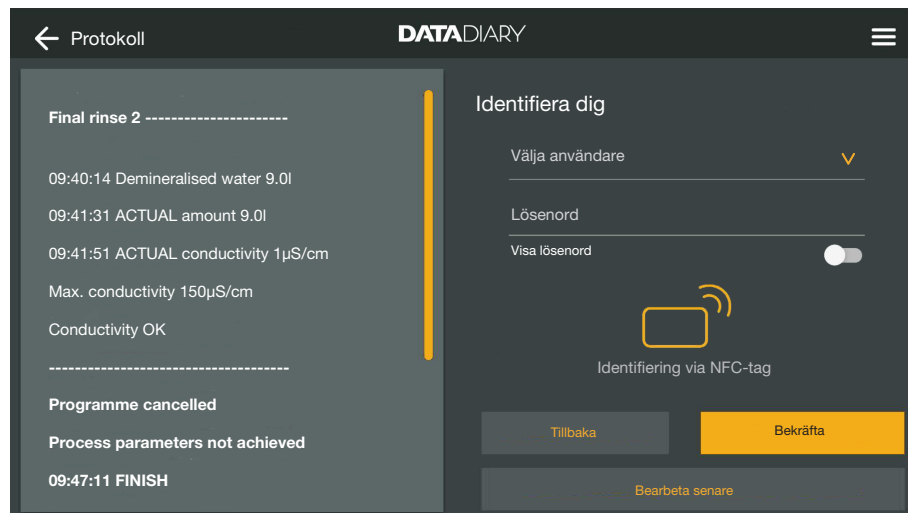 Protokoll
DATADIARY
Final rinse 2 ----------------------
09:40:14 Demineralised water 9.0l
09:41:31 ACTUAL amount 9.0l
09:41:51 ACTUAL conductivity 1µS/cm
Max. conductivity 150µS/cm
Conductivity OK
-------------------------------------
Programme cancelled
Process parameters not achieved
09:47:11 FINISH
Identifiera dig
Välja användare
Lösenord
Visa lösenord
Identifiering via NFC-tag
Tillbaka
Bekräfta
Bearbeta senare